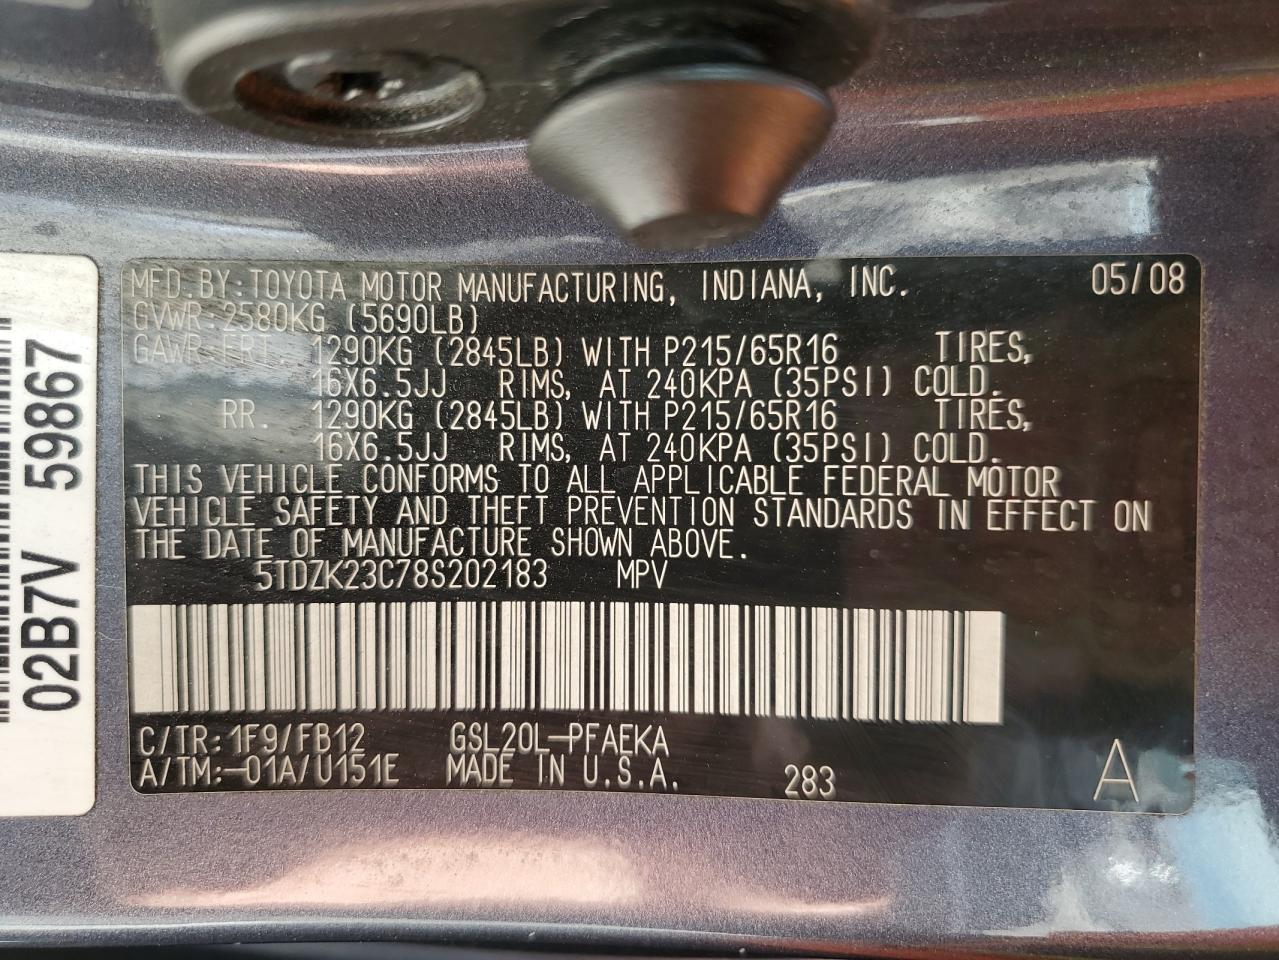 MFD.BY:TOYOTA MOTOR MANUFACTURING, INDIANA, INC. 05/08
GVWR:2580KG (5690LB)
GAWR FRT. 1290KG (2845LB) WITH P215/65R16 TIRES,
16X6.5JJ RIMS, AT 240KPA (35PSI) COLD.
RR. 1290KG (2845LB) WITH P215/65R16 TIRES,
16X6.5JJ RIMS, AT 240KPA (35PSI) COLD.
THIS VEHICLE CONFORMS TO ALL APPLICABLE FEDERAL MOTOR
VEHICLE SAFETY AND THEFT PREVENTION STANDARDS IN EFFECT ON
THE DATE OF MANUFACTURE SHOWN ABOVE.
5TDZK23C78S202183 MPV
C/TR:1F9/FB12 GSL20L-PFAEKA
A/TM:-01A/U151E MADE IN U.S.A. 283 A
02B7V 59867